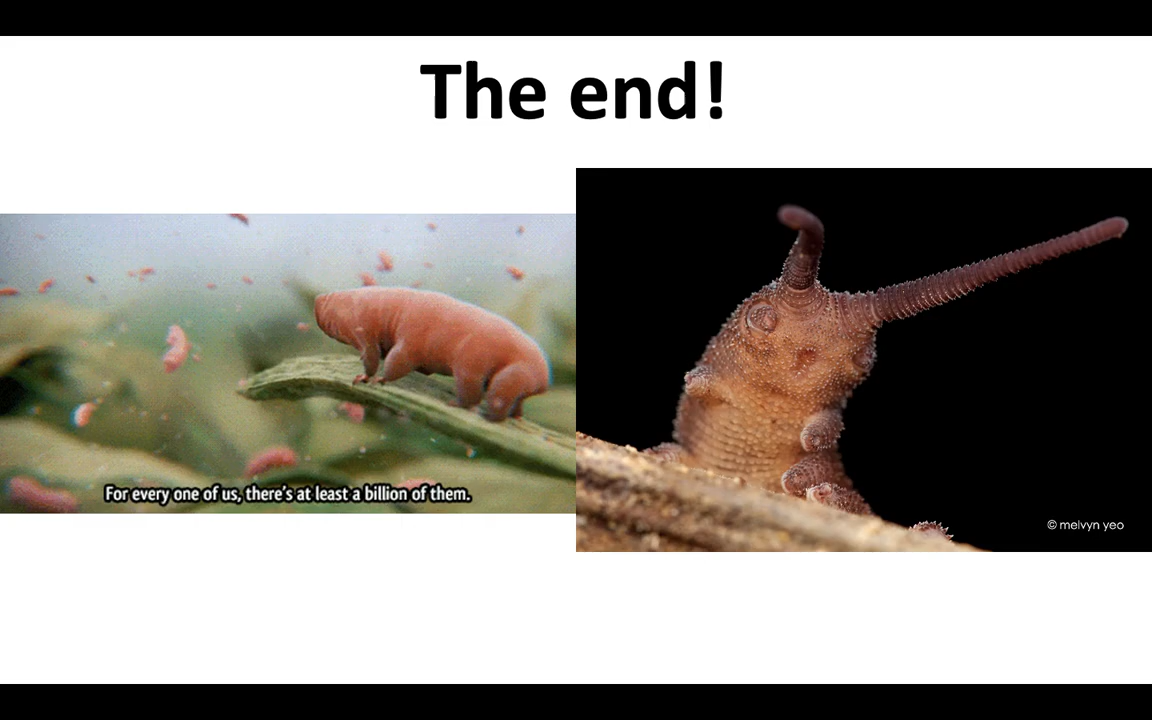 The end!
For every one of us, there's at least a billion of them.
© melvyn yeo